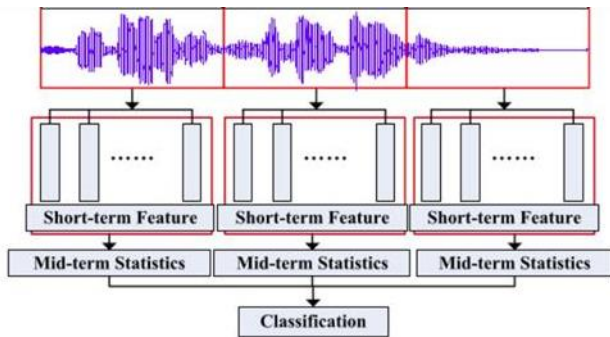 ...... ...... ......
Short-term Feature Short-term Feature Short-term Feature
Mid-term Statistics Mid-term Statistics Mid-term Statistics
Classification